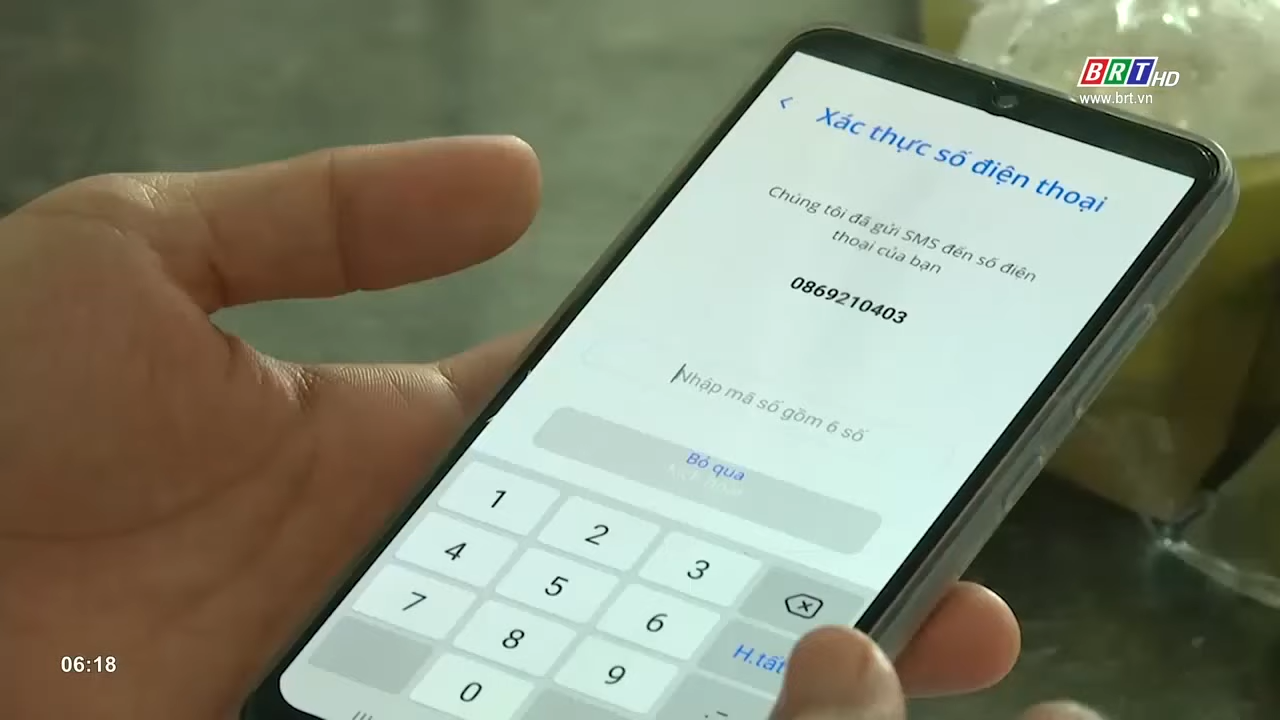 BRT HD
www.brt.vn
Xác thực số điện thoại
Chúng tôi đã gửi SMS đến số điện
thoại của bạn
0869210403
Nhập mã số gồm 6 số
Bỏ qua
1 2 3
4 5 6
H.tất
7 8 9
0
06:18